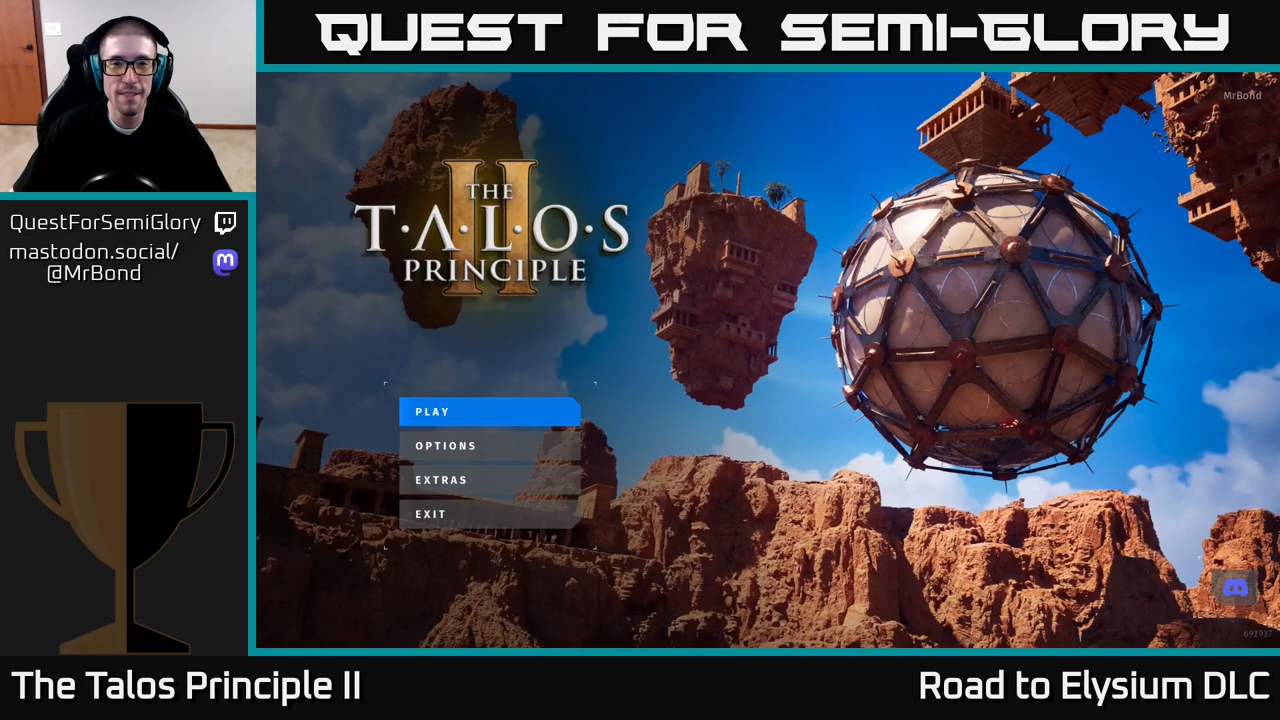 QUEST FOR SEMI-GLORY
QuestForSemiGlory
mastodon.social/
@MrBond
MrBond
II
THE
T·A·L·O·S
PRINCIPLE
PLAY
OPTIONS
EXTRAS
EXIT
692937
The Talos Principle II
Road to Elysium DLC